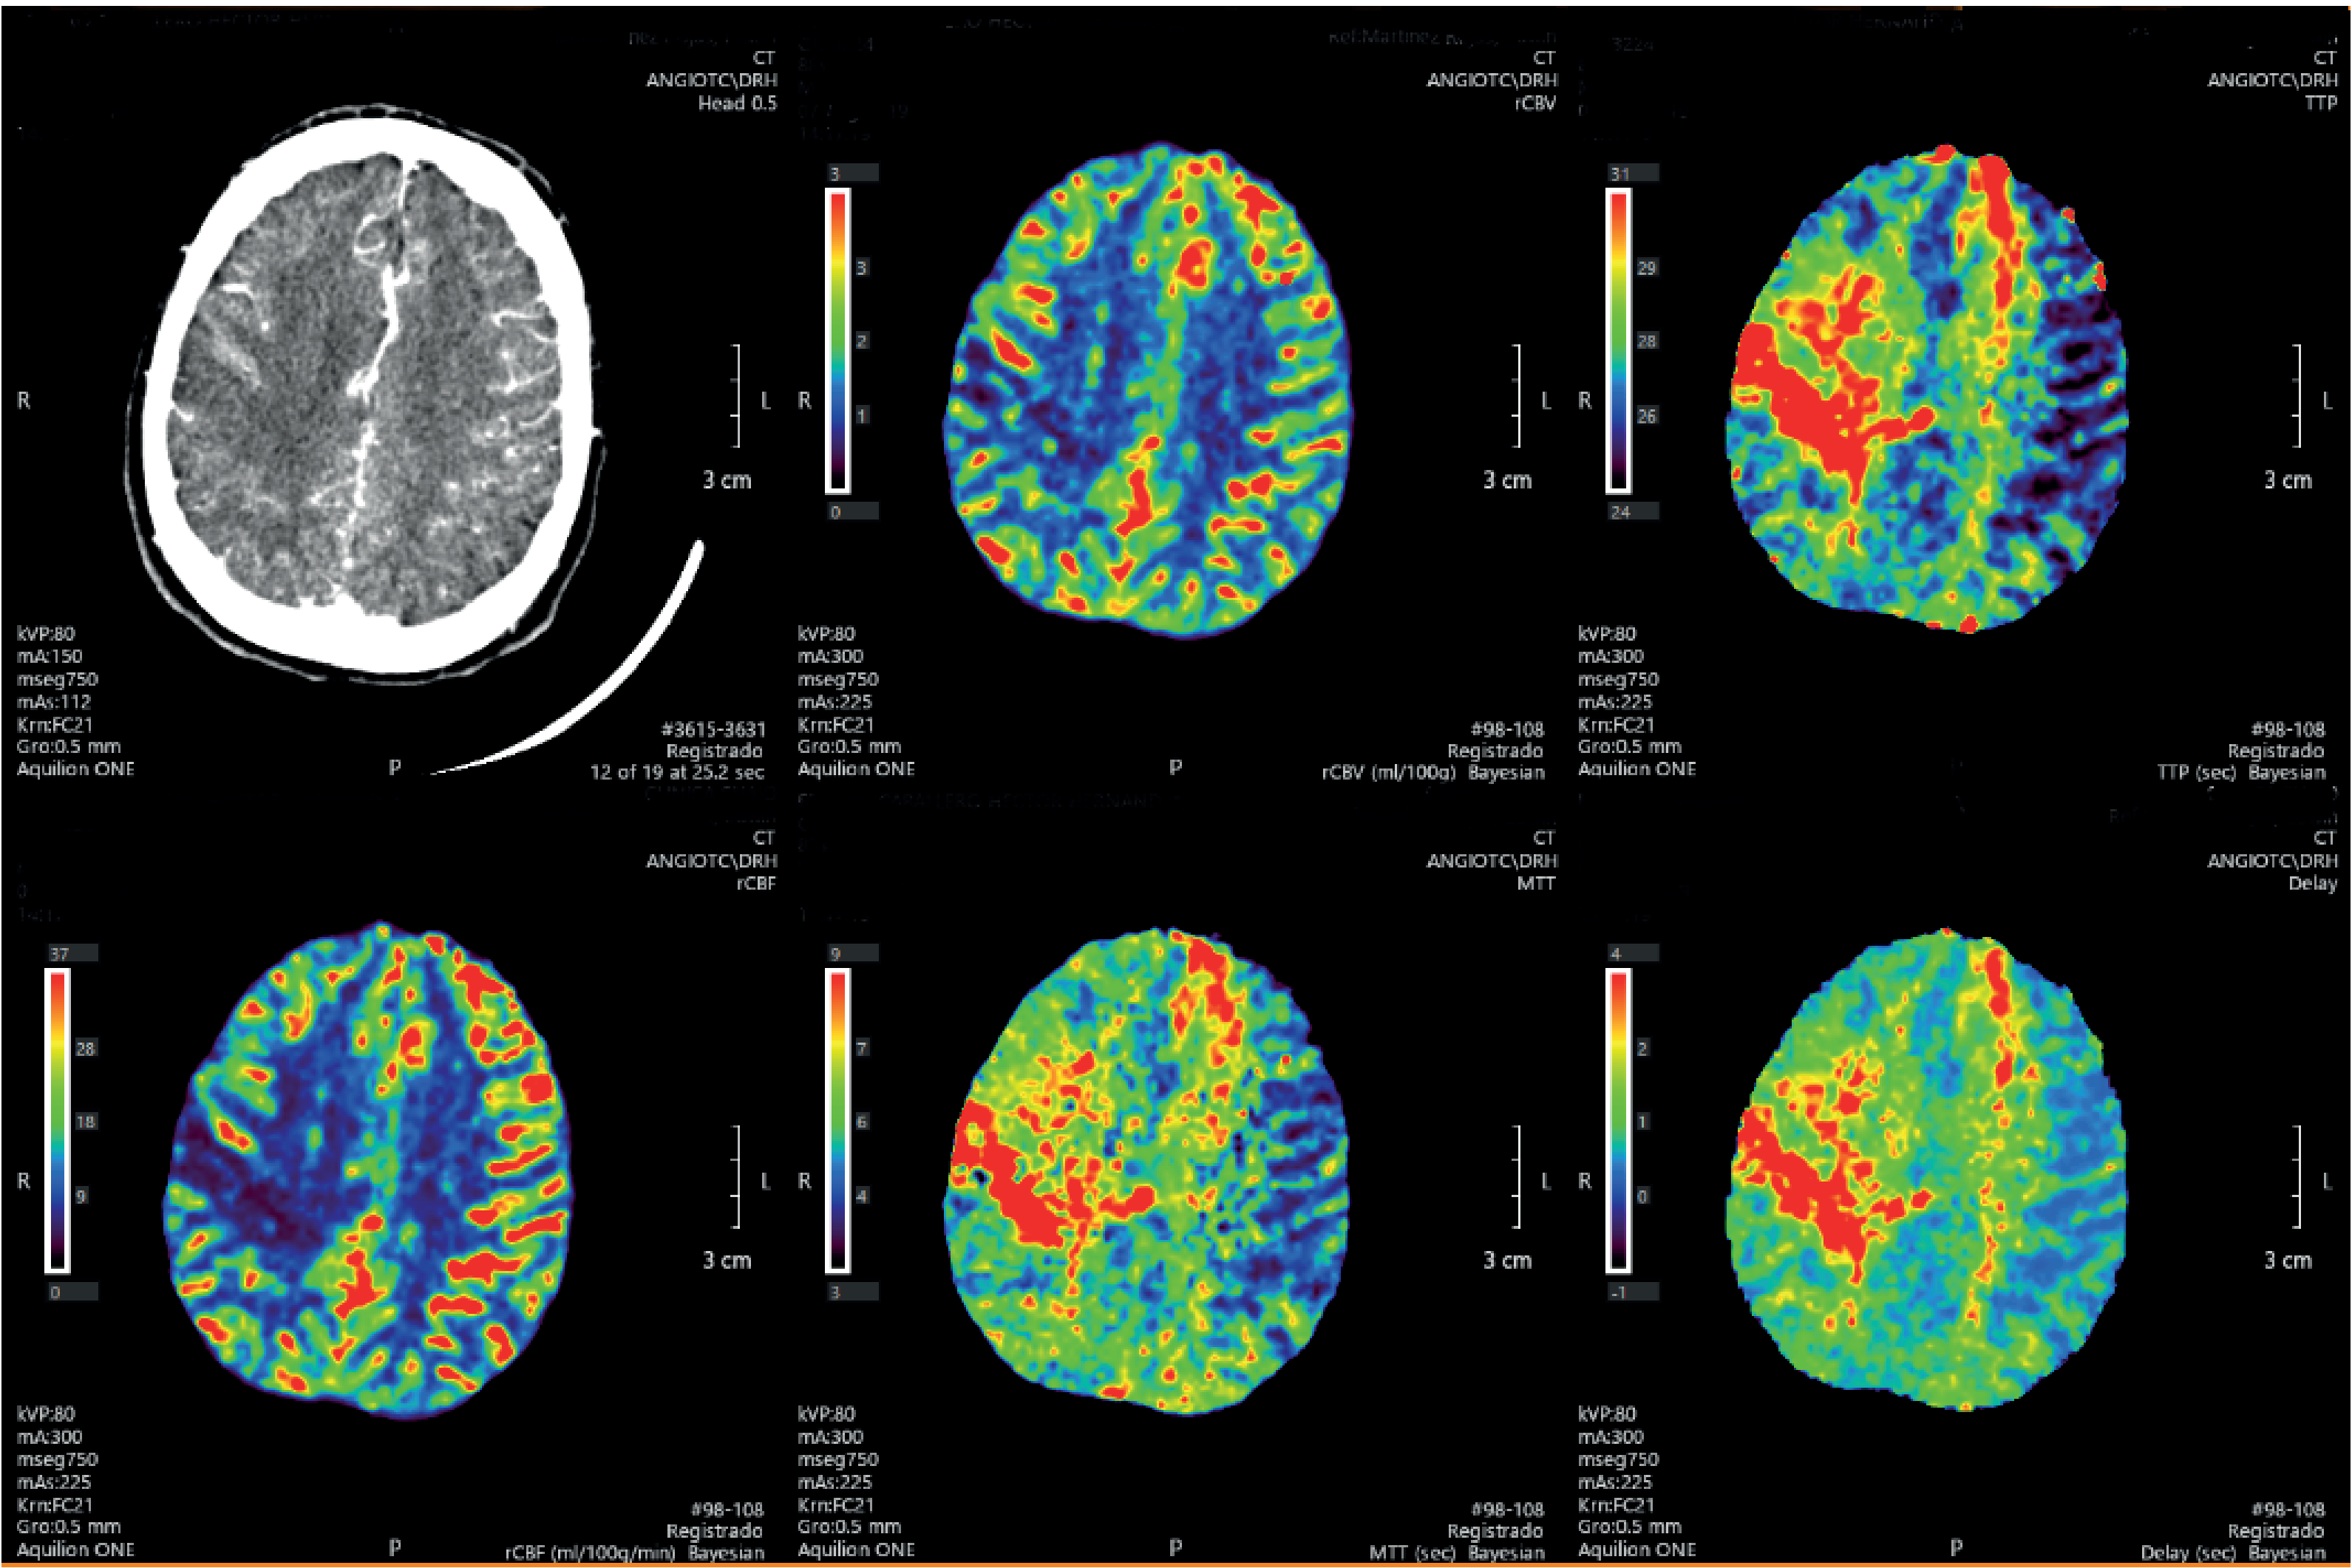 CT
ANGIOTC\DRH
Head 0.5
R
L
3 cm
kVP:80
mA:150
mseg750
mAs:112
Krn:FC21
Gro:0.5 mm
Aquilion ONE
P
#3615-3631
Registrado
12 of 19 at 25.2 sec
CT
ANGIOTC\DRH
rCBV
3
3
2
1
0
R
L
3 cm
kVP:80
mA:300
mseg750
mAs:225
Krn:FC21
Gro:0.5 mm
Aquilion ONE
P
#98-108
Registrado
rCBV (ml/100g) Bayesian
CT
ANGIOTC\DRH
TTP
31
29
28
26
24
R
L
3 cm
kVP:80
mA:300
mseg750
mAs:225
Krn:FC21
Gro:0.5 mm
Aquilion ONE
#98-108
Registrado
TTP (sec) Bayesian
CT
ANGIOTC\DRH
rCBF
37
28
18
9
0
R
L
3 cm
kVP:80
mA:300
mseg750
mAs:225
Krn:FC21
Gro:0.5 mm
Aquilion ONE
P
#98-108
Registrado
rCBF (ml/100g/min) Bayesian
CT
ANGIOTC\DRH
MTT
9
7
6
4
3
R
L
3 cm
kVP:80
mA:300
mseg750
mAs:225
Krn:FC21
Gro:0.5 mm
Aquilion ONE
P
#98-108
Registrado
MTT (sec) Bayesian
CT
ANGIOTC\DRH
Delay
4
2
1
0
-1
R
L
3 cm
kVP:80
mA:300
mseg750
mAs:225
Krn:FC21
Gro:0.5 mm
Aquilion ONE
P
#98-108
Registrado
Delay (sec) Bayesian